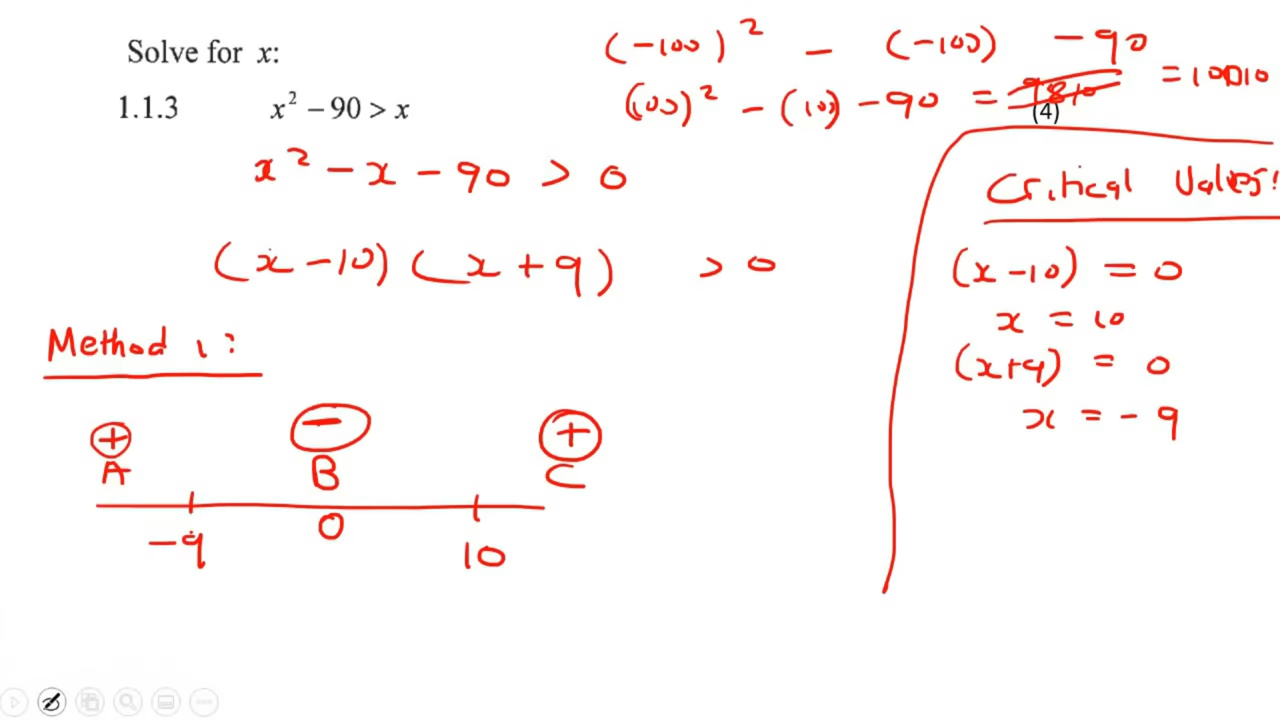 Solve for x:
1.1.3 x² − 90 > x
(4)
(-100)² - (-100) - 90
(100)² - (100) - 90 = 9810 = 10010
x² - x - 90 > 0
(x - 10) (x + 9) > 0
Critical Values:
(x - 10) = 0
x = 10
(x + 9) = 0
x = - 9
Method 1:
+ − +
A B C
-9 0 10